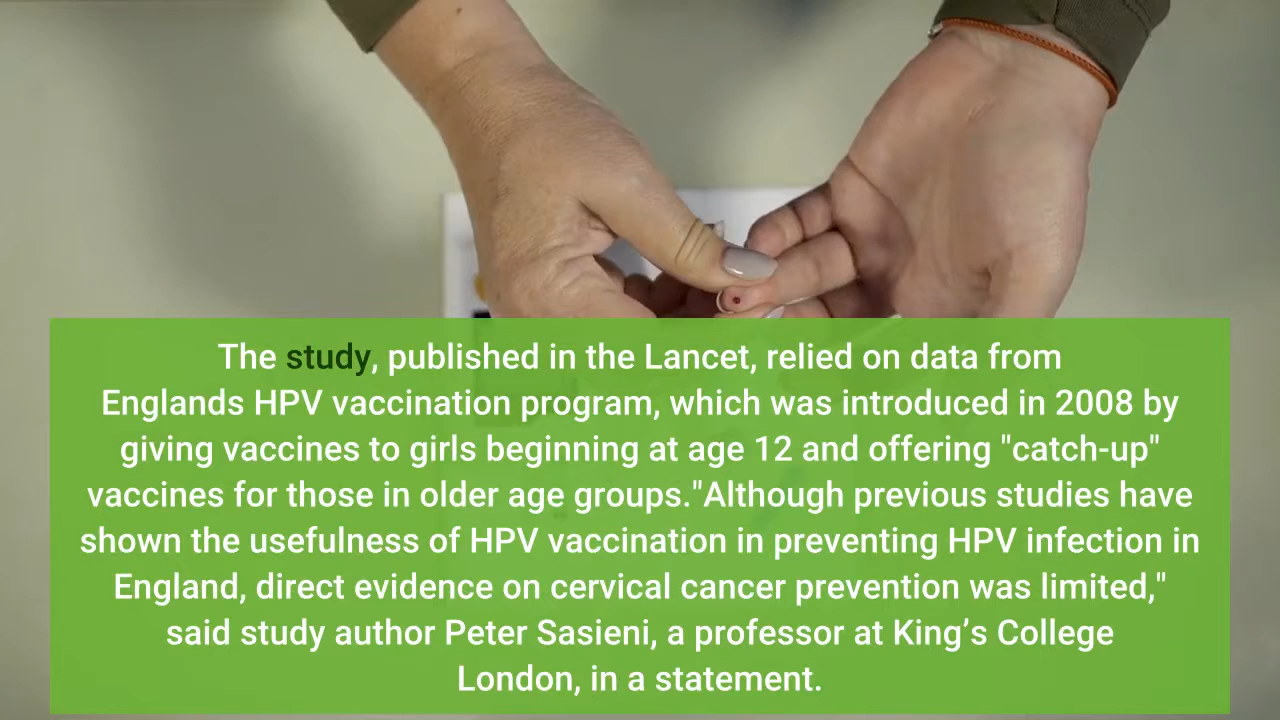 The study, published in the Lancet, relied on data from
Englands HPV vaccination program, which was introduced in 2008 by
giving vaccines to girls beginning at age 12 and offering "catch-up"
vaccines for those in older age groups."Although previous studies have
shown the usefulness of HPV vaccination in preventing HPV infection in
England, direct evidence on cervical cancer prevention was limited,"
said study author Peter Sasieni, a professor at King’s College
London, in a statement.